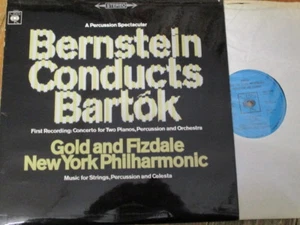 CBS
STEREO
A Percussion Spectacular
Bernstein
Conducts
Bartók
First Recording: Concerto for Two Pianos, Percussion and Orchestra
Gold and Fizdale
New York Philharmonic
Music for Strings, Percussion and Celesta